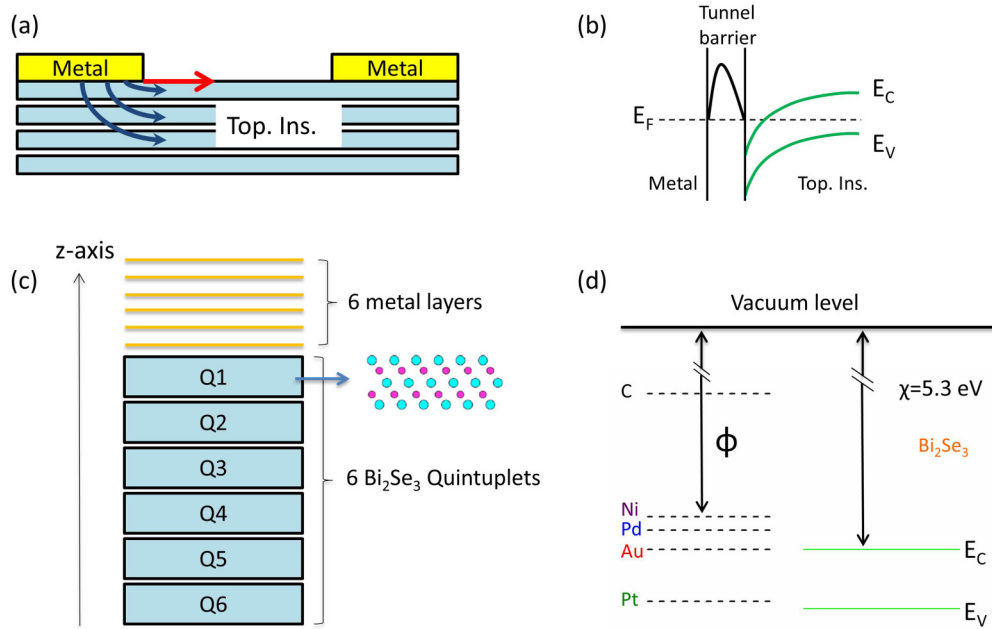 (a)
Metal
Metal
Top. Ins.
(b)
Tunnel
barrier
E_F
E_C
E_V
Metal
Top. Ins.
(c)
z-axis
6 metal layers
Q1
Q2
Q3
Q4
Q5
Q6
6 Bi₂Se₃ Quintuplets
(d)
Vacuum level
C
χ=5.3 eV
ϕ
Bi₂Se₃
Ni
Pd
Au
E_C
Pt
E_V